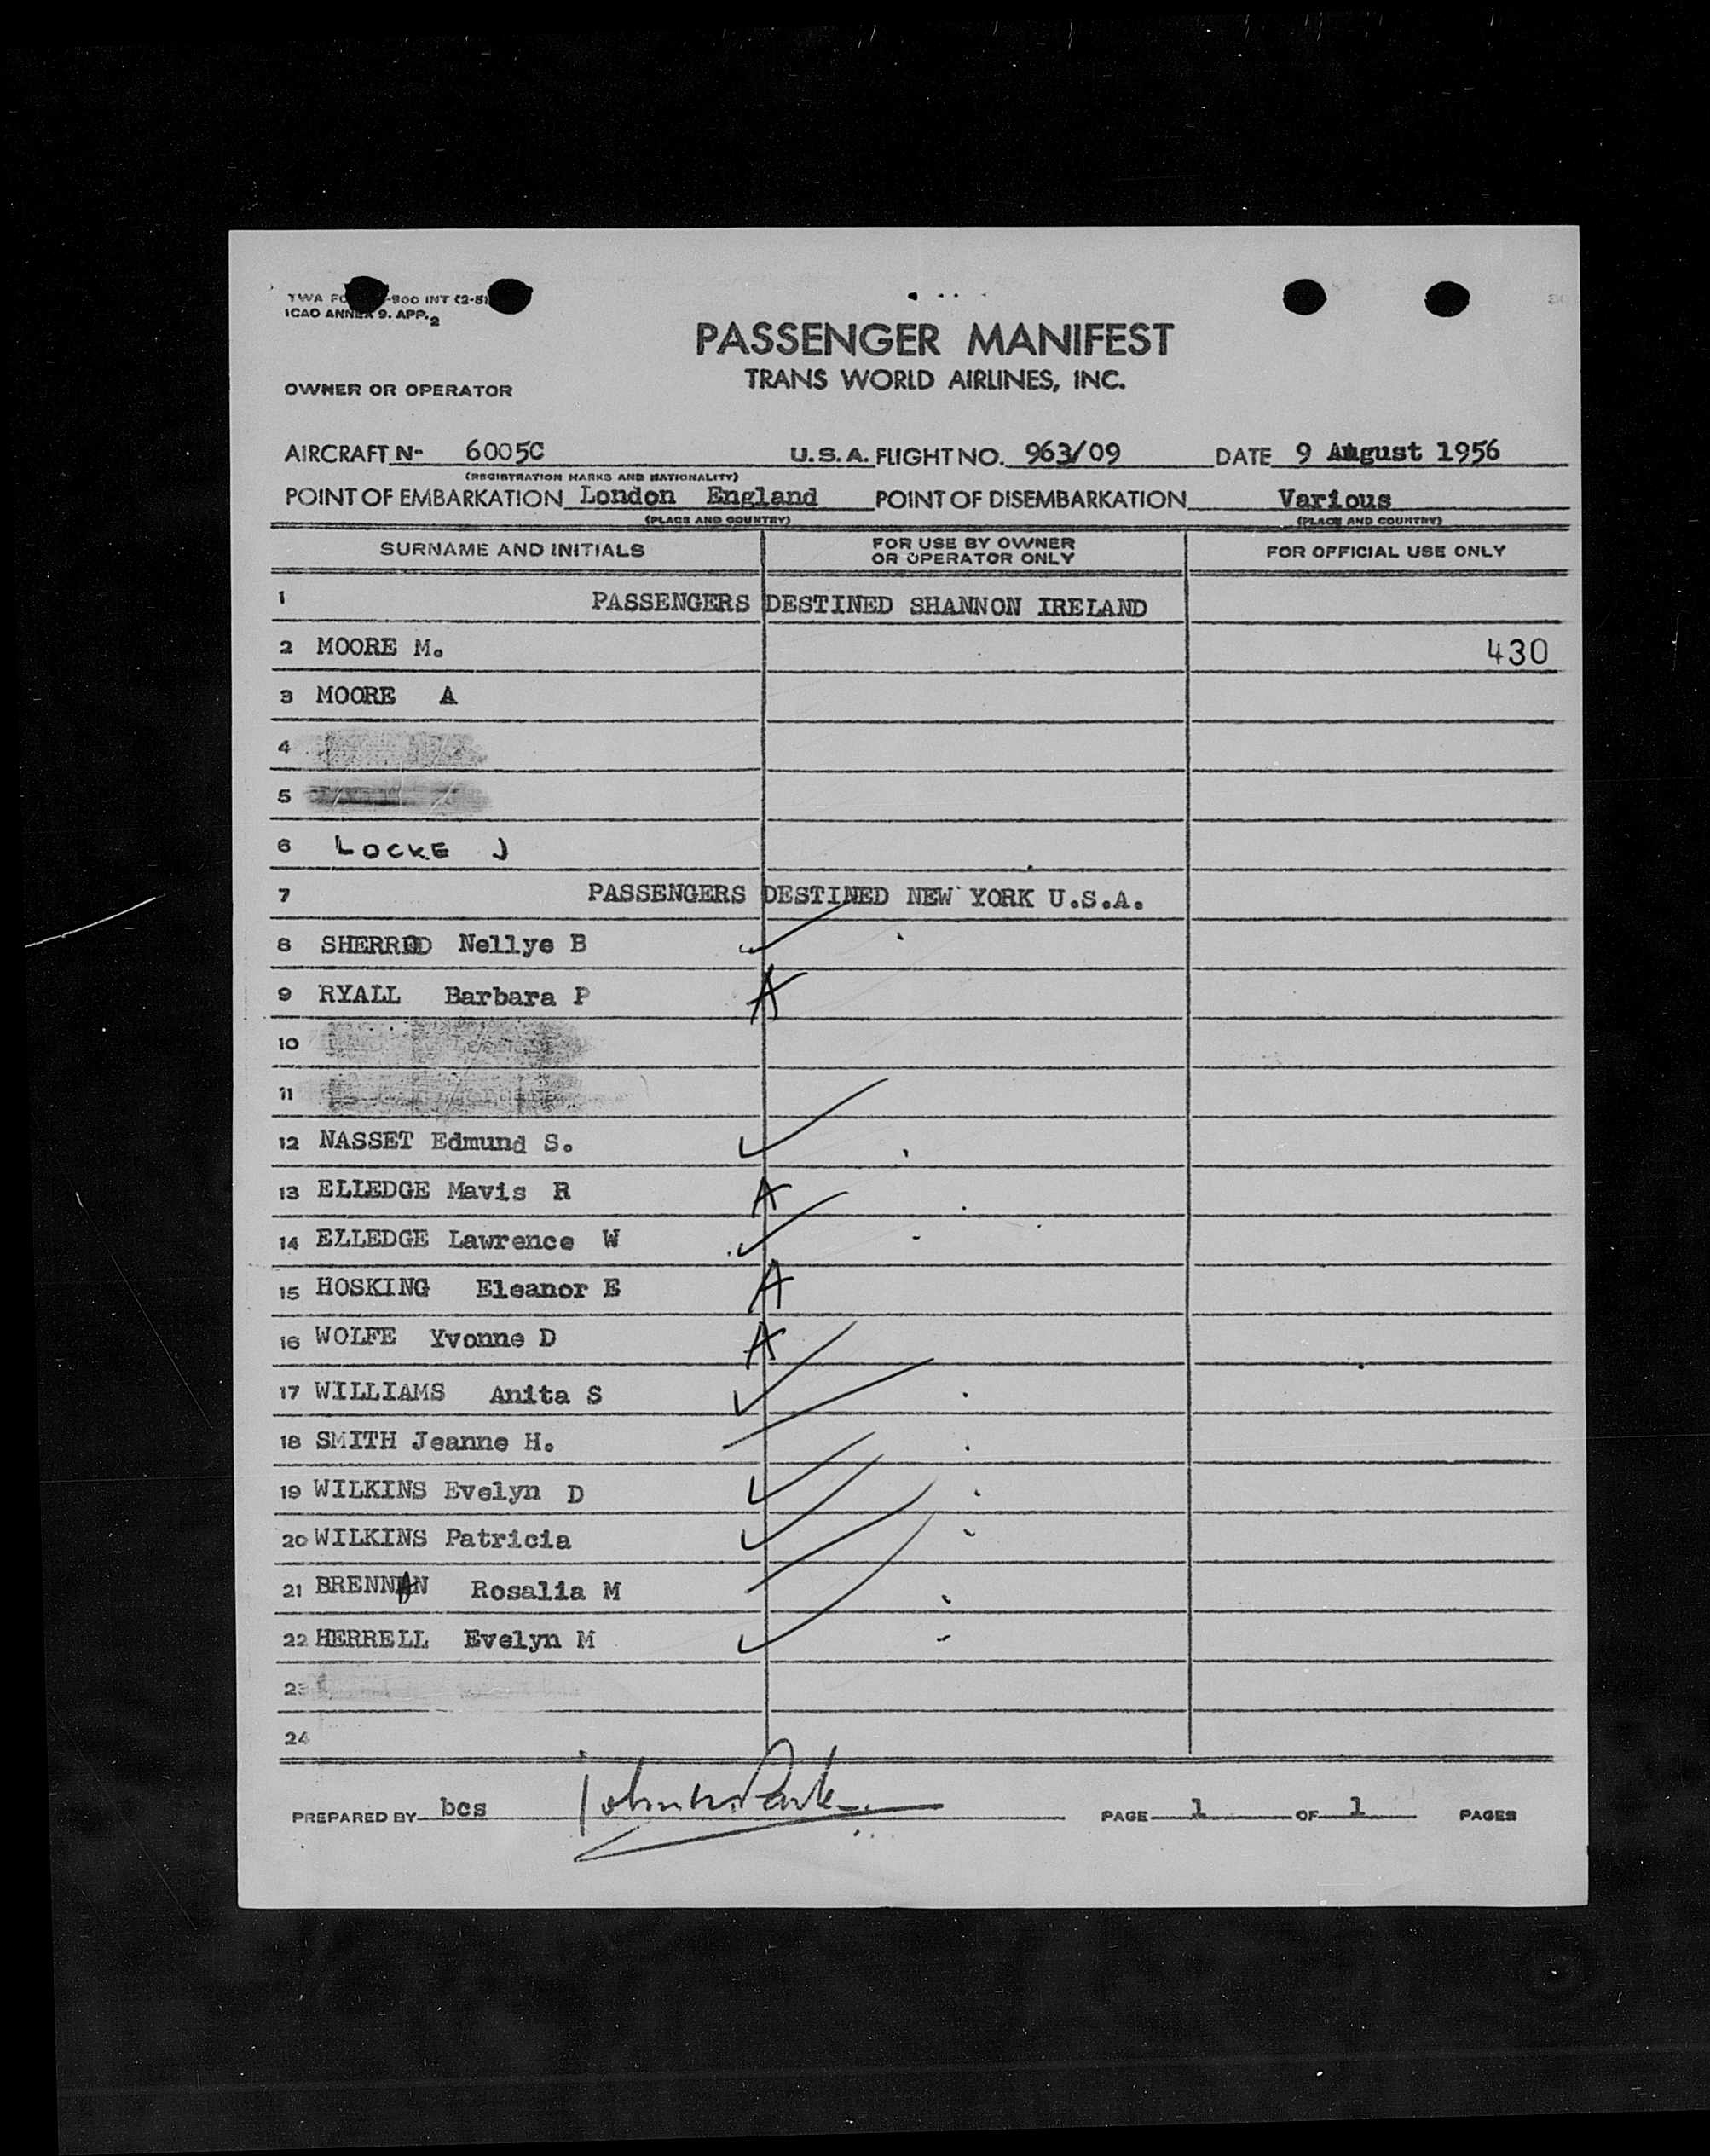 TWA FO -900 INT (2-5
ICAO ANNEX 9. APP. 2
PASSENGER MANIFEST
TRANS WORLD AIRLINES, INC.
OWNER OR OPERATOR
AIRCRAFT N- 6005C U.S.A. FLIGHT NO. 963/09 DATE 9 August 1956
(REGISTRATION MARKS AND NATIONALITY)
POINT OF EMBARKATION London England POINT OF DISEMBARKATION Various
(PLACE AND COUNTRY) (PLACE AND COUNTRY)
SURNAME AND INITIALS FOR USE BY OWNER OR OPERATOR ONLY FOR OFFICIAL USE ONLY
1 PASSENGERS DESTINED SHANNON IRELAND
2 MOORE M. 430
3 MOORE A
4
5
6 LOCKE J
7 PASSENGERS DESTINED NEW YORK U.S.A.
8 SHERROD Nellye B ✓
9 RYALL Barbara P A
10
11
12 NASSET Edmund S. ✓
13 ELLEDGE Mavis R A
14 ELLEDGE Lawrence W ✓
15 HOSKING Eleanor E A
16 WOLFE Yvonne D A
17 WILLIAMS Anita S ✓
18 SMITH Jeanne H.
19 WILKINS Evelyn D ✓
20 WILKINS Patricia ✓
21 BRENNAN Rosalia M
22 HERRELL Evelyn M ✓
23
24
PREPARED BY bcs PAGE 1 OF 1 PAGES